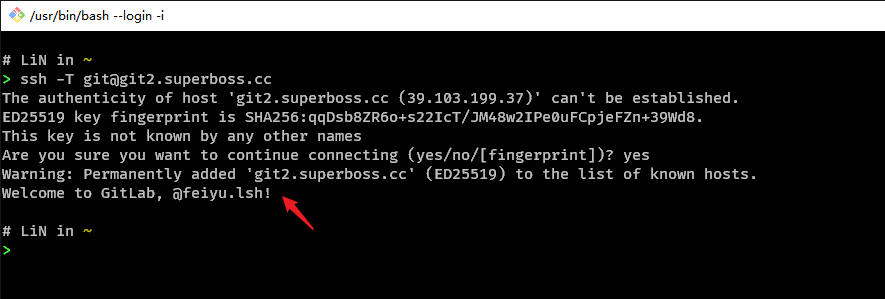 /usr/bin/bash --login -i
# LiN in ~
> ssh -T git@git2.superboss.cc
The authenticity of host 'git2.superboss.cc (39.103.199.37)' can't be established.
ED25519 key fingerprint is SHA256:qqDsb8ZR6o+s22IcT/JM48w2IPe0uFCpjeFZn+39Wd8.
This key is not known by any other names
Are you sure you want to continue connecting (yes/no/[fingerprint])? yes
Warning: Permanently added 'git2.superboss.cc' (ED25519) to the list of known hosts.
Welcome to GitLab, @feiyu.lsh!
# LiN in ~
>